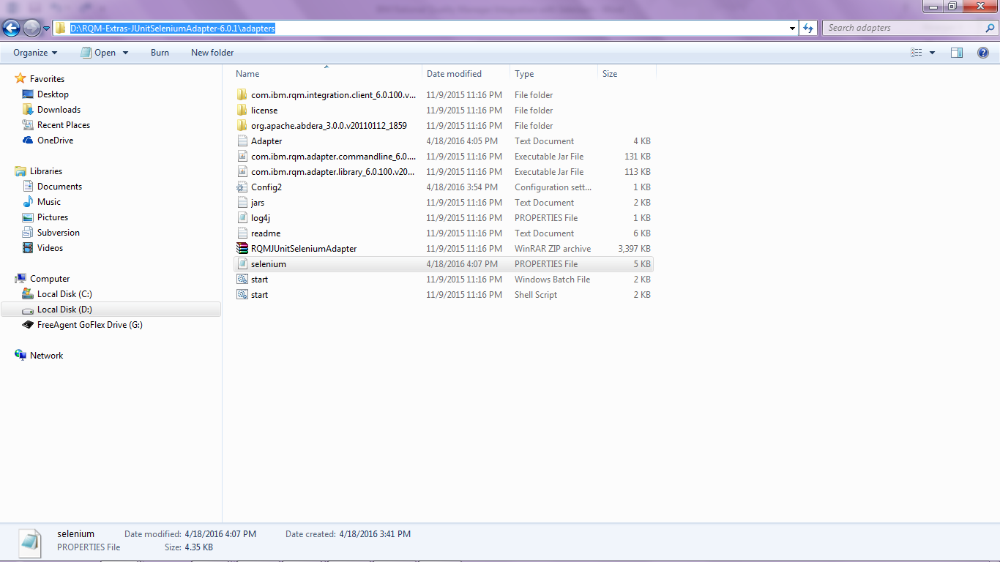 D:\RQM-Extras-JUnitSeleniumAdapter-6.0.1\adapters
Search adapters
Organize Open Burn New folder
Favorites
Desktop
Downloads
Recent Places
OneDrive
Libraries
Documents
Music
Pictures
Subversion
Videos
Computer
Local Disk (C:)
Local Disk (D:)
FreeAgent GoFlex Drive (G:)
Network
Name Date modified Type Size
com.ibm.rqm.integration.client_6.0.100.v... 11/9/2015 11:16 PM File folder
license 11/9/2015 11:16 PM File folder
org.apache.abdera_3.0.0.v20110112_1859 11/9/2015 11:16 PM File folder
Adapter 4/18/2016 4:05 PM Text Document 4 KB
com.ibm.rqm.adapter.commandline_6.0.... 11/9/2015 11:16 PM Executable Jar File 131 KB
com.ibm.rqm.adapter.library_6.0.100.v20... 11/9/2015 11:16 PM Executable Jar File 113 KB
Config2 4/18/2016 3:54 PM Configuration sett... 1 KB
jars 11/9/2015 11:16 PM Text Document 2 KB
log4j 11/9/2015 11:16 PM PROPERTIES File 1 KB
readme 11/9/2015 11:16 PM Text Document 6 KB
RQMJUnitSeleniumAdapter 11/9/2015 11:16 PM WinRAR ZIP archive 3,397 KB
selenium 4/18/2016 4:07 PM PROPERTIES File 5 KB
start 11/9/2015 11:16 PM Windows Batch File 2 KB
start 11/9/2015 11:16 PM Shell Script 2 KB
selenium Date modified: 4/18/2016 4:07 PM Date created: 4/18/2016 3:41 PM
PROPERTIES File Size: 4.35 KB